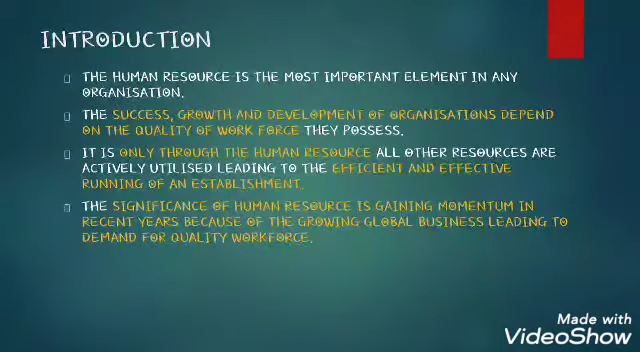 INTRODUCTION
THE HUMAN RESOURCE IS THE MOST IMPORTANT ELEMENT IN ANY
ORGANISATION.
THE SUCCESS, GROWTH AND DEVELOPMENT OF ORGANISATIONS DEPEND
ON THE QUALITY OF WORK FORCE THEY POSSESS.
IT IS ONLY THROUGH THE HUMAN RESOURCE ALL OTHER RESOURCES ARE
ACTIVELY UTILISED LEADING TO THE EFFICIENT AND EFFECTIVE
RUNNING OF AN ESTABLISHMENT.
THE SIGNIFICANCE OF HUMAN RESOURCE IS GAINING MOMENTUM IN
RECENT YEARS BECAUSE OF THE GROWING GLOBAL BUSINESS LEADING TO
DEMAND FOR QUALITY WORKFORCE.
Made with
VideoShow